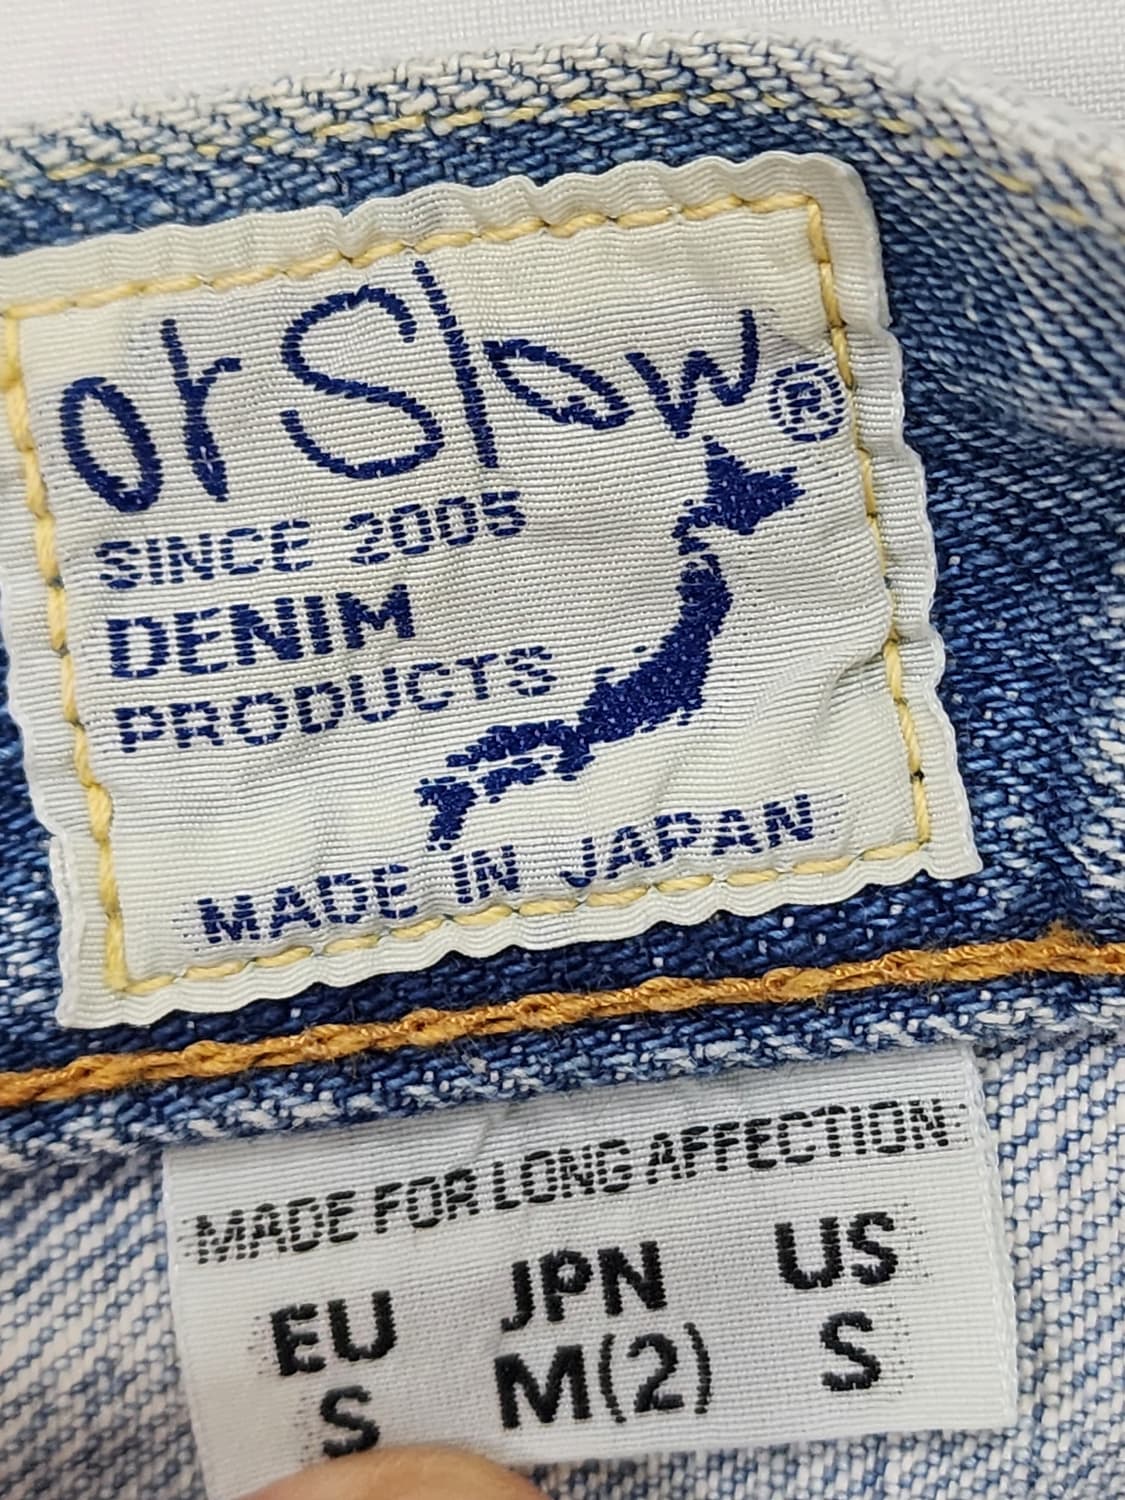 orSlow®
SINCE 2005
DENIM
PRODUCTS
MADE IN JAPAN
MADE FOR LONG AFFECTION
EU JPN US
S M(2) S